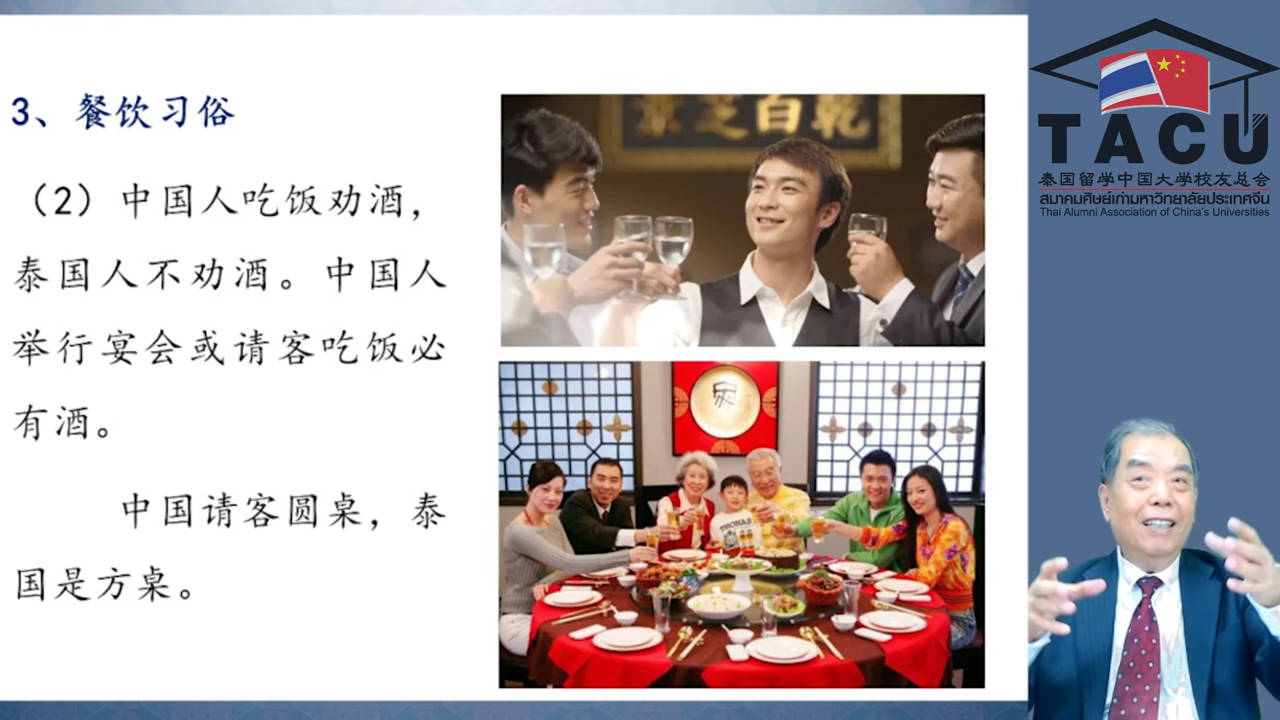 3、餐饮习俗
（2）中国人吃饭劝酒，
泰国人不劝酒。中国人
举行宴会或请客吃饭必
有酒。
中国请客圆桌，泰
国是方桌。
TACU
泰国留学中国大学校友总会
สมาคมศิษย์เก่ามหาวิทยาลัยประเทศจีน
Thai Alumni Association of China's Universities
THOMAS